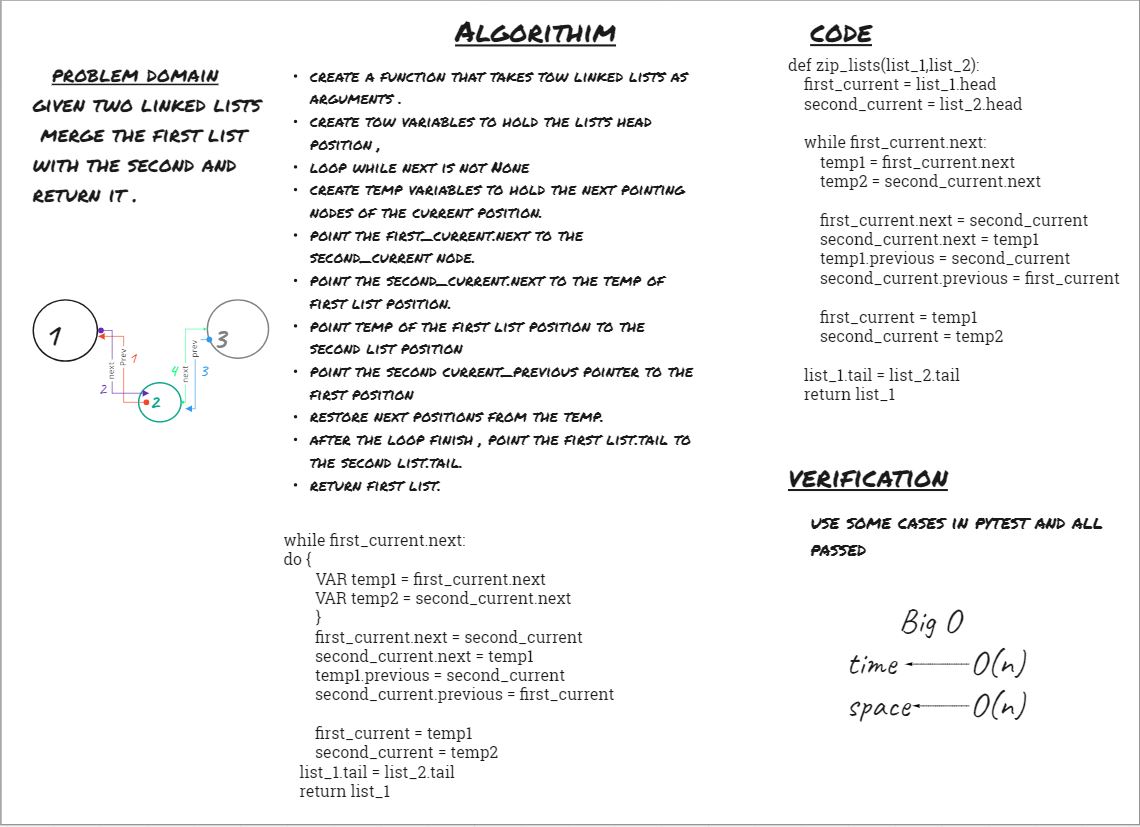 PROBLEM DOMAIN
GIVEN TWO LINKED LISTS
MERGE THE FIRST LIST
WITH THE SECOND AND
RETURN IT .
1
3
2
next
Prev
1
2
4
next
prev
3
ALGORITHIM
• CREATE A FUNCTION THAT TAKES TOW LINKED LISTS AS
ARGUMENTS .
• CREATE TOW VARIABLES TO HOLD THE LISTS HEAD
POSITION ,
• LOOP WHILE NEXT IS NOT NONE
• CREATE TEMP VARIABLES TO HOLD THE NEXT POINTING
NODES OF THE CURRENT POSITION.
• POINT THE FIRST_CURRENT.NEXT TO THE
SECOND_CURRENT NODE.
• POINT THE SECOND_CURRENT.NEXT TO THE TEMP OF
FIRST LIST POSITION.
• POINT TEMP OF THE FIRST LIST POSITION TO THE
SECOND LIST POSITION
• POINT THE SECOND CURRENT_PREVIOUS POINTER TO THE
FIRST POSITION
• RESTORE NEXT POSITIONS FROM THE TEMP.
• AFTER THE LOOP FINISH , POINT THE FIRST LIST.TAIL TO
THE SECOND LIST.TAIL.
• RETURN FIRST LIST.
while first_current.next:
do {
VAR temp1 = first_current.next
VAR temp2 = second_current.next
}
first_current.next = second_current
second_current.next = temp1
temp1.previous = second_current
second_current.previous = first_current
first_current = temp1
second_current = temp2
list_1.tail = list_2.tail
return list_1
CODE
def zip_lists(list_1,list_2):
first_current = list_1.head
second_current = list_2.head
while first_current.next:
temp1 = first_current.next
temp2 = second_current.next
first_current.next = second_current
second_current.next = temp1
temp1.previous = second_current
second_current.previous = first_current
first_current = temp1
second_current = temp2
list_1.tail = list_2.tail
return list_1
VERIFICATION
USE SOME CASES IN PYTEST AND ALL
PASSED
Big O
time O(n)
space O(n)